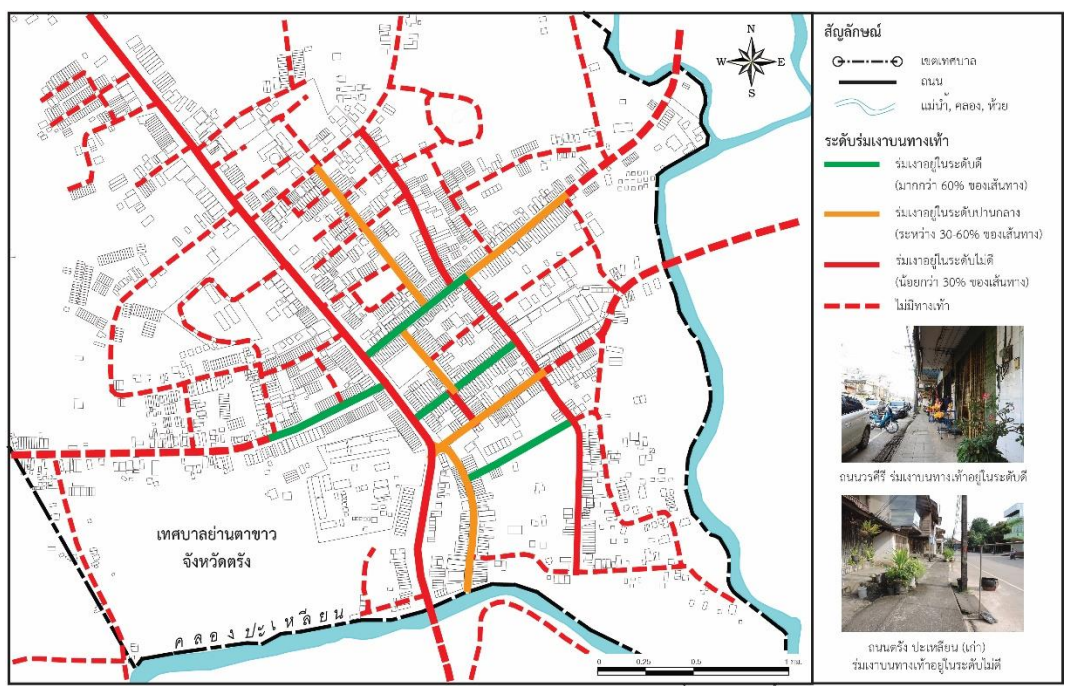 N
W
E
S
เทศบาลย่านตาขาว
จังหวัดตรัง
คลองปะเหลียน
0
0.25
0.5
1 กม.
สัญลักษณ์
เขตเทศบาล
ถนน
แม่น้ำ, คลอง, ห้วย
ระดับร่มเงาบนทางเท้า
ร่มเงาอยู่ในระดับดี
(มากกว่า 60% ของเส้นทาง)
ร่มเงาอยู่ในระดับปานกลาง
(ระหว่าง 30-60% ของเส้นทาง)
ร่มเงาอยู่ในระดับไม่ดี
(น้อยกว่า 30% ของเส้นทาง)
ไม่มีทางเท้า
ถนนวรคีรี ร่มเงาบนทางเท้าอยู่ในระดับดี
ถนนตรัง ปะเหลียน (เก่า)
ร่มเงาบนทางเท้าอยู่ในระดับไม่ดี